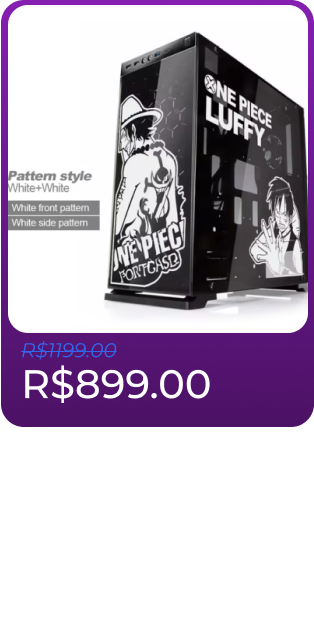 ONE PIECE
LUFFY
Pattern style
White+White
White front pattern
White side pattern
ONE PIECE
PORTGAS·D
R$1199.00
R$899.00